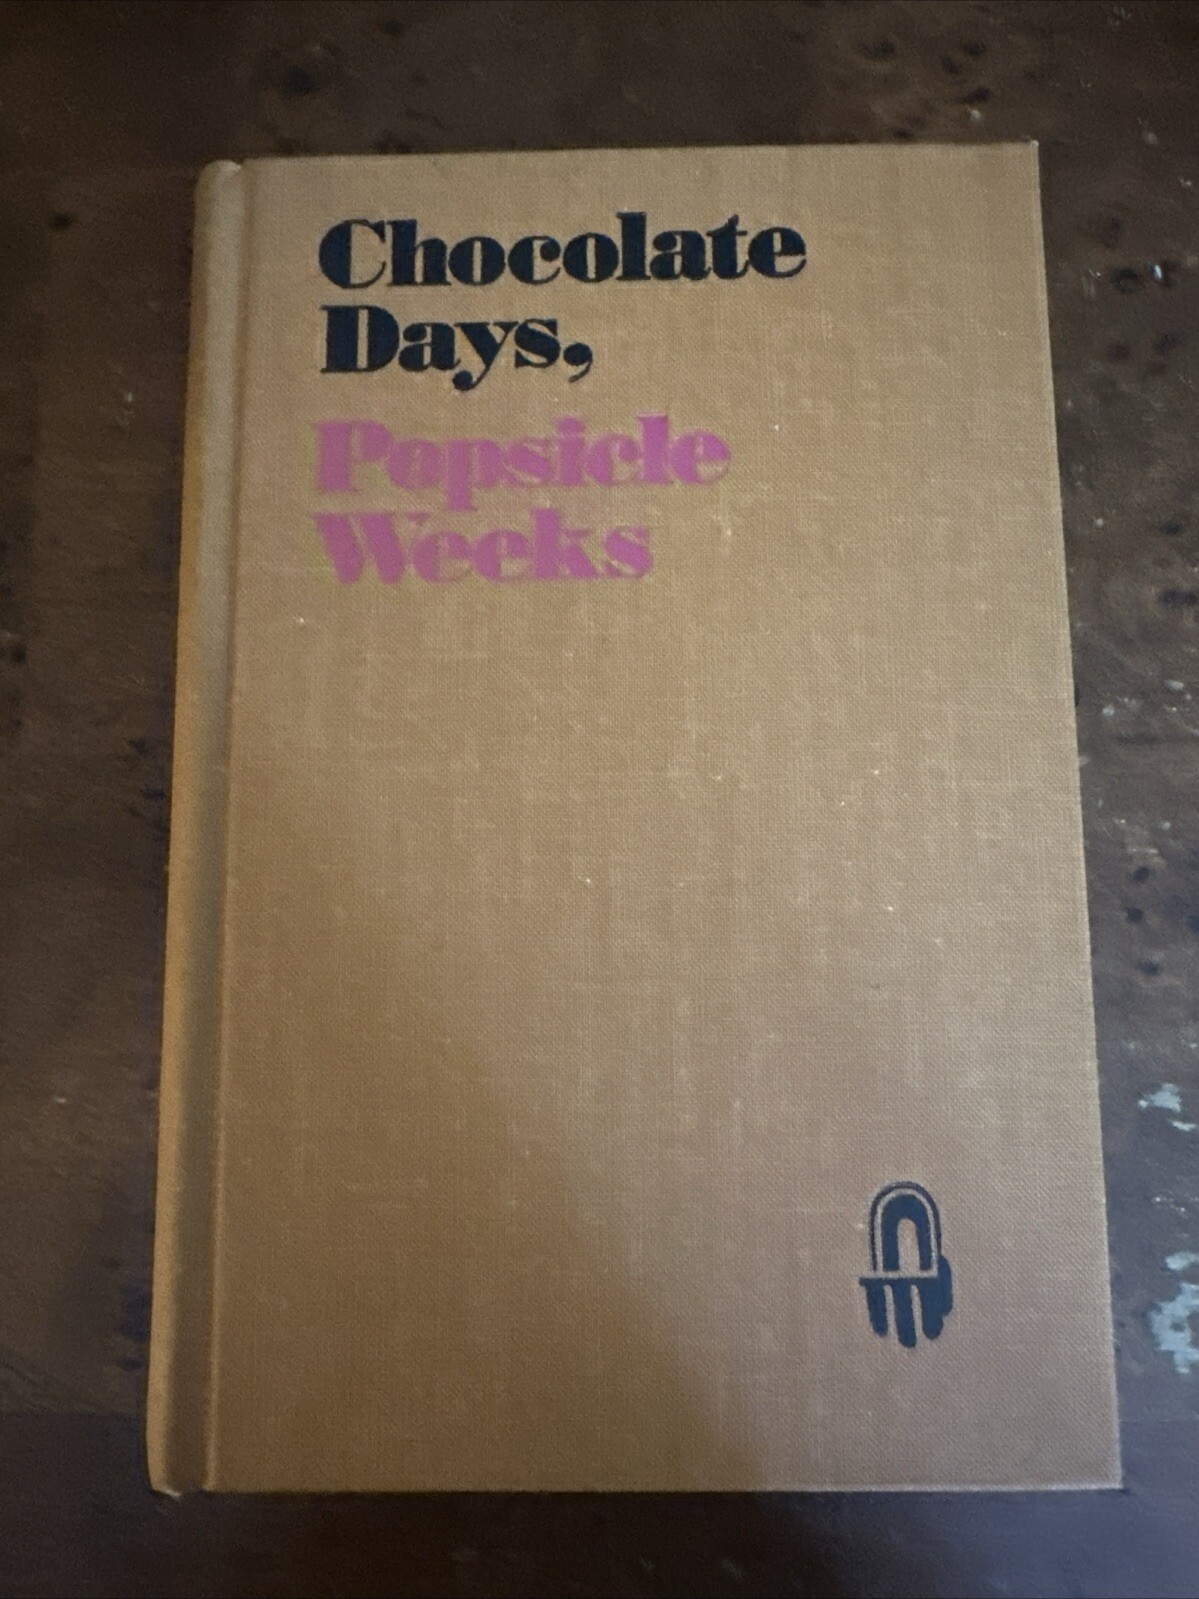 Chocolate
Days,
Popsicle
Weeks